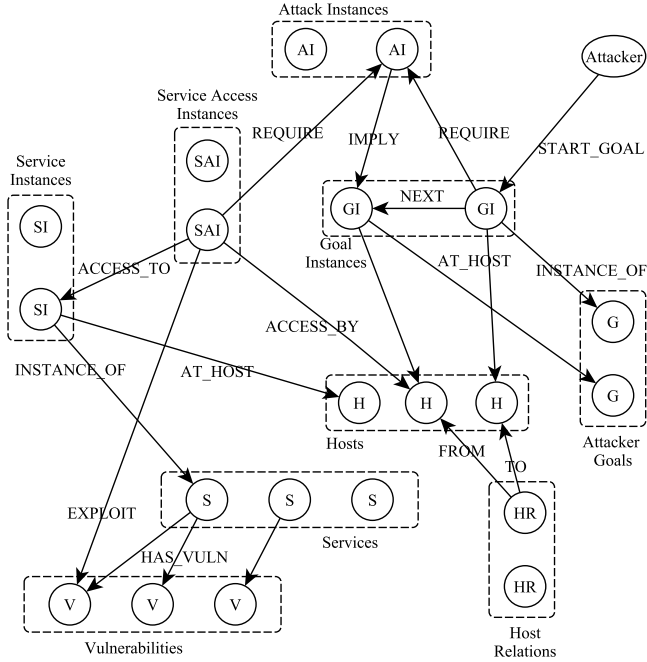 Attack Instances
AI
AI
Attacker
Service Access
Instances
REQUIRE
IMPLY
REQUIRE
START_GOAL
SAI
Service
Instances
NEXT
GI
GI
SI
SAI
Goal
Instances
AT_HOST
INSTANCE_OF
ACCESS_TO
SI
G
ACCESS_BY
INSTANCE_OF
AT_HOST
H
H
H
G
Hosts
FROM
TO
Attacker
Goals
S
S
S
HR
EXPLOIT
HAS_VULN
Services
V
V
V
HR
Vulnerabilities
Host
Relations